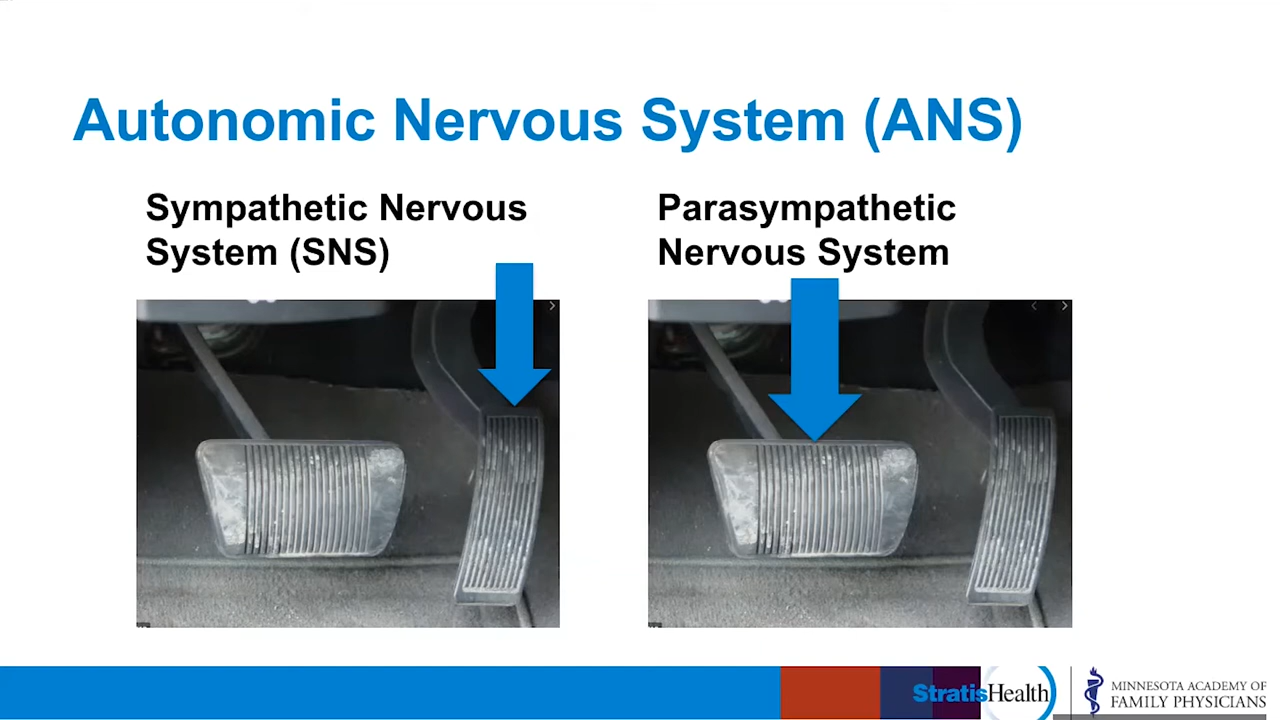 Autonomic Nervous System (ANS)
Sympathetic Nervous
System (SNS)
Parasympathetic
Nervous System
StratisHealth
MINNESOTA ACADEMY OF
FAMILY PHYSICIANS